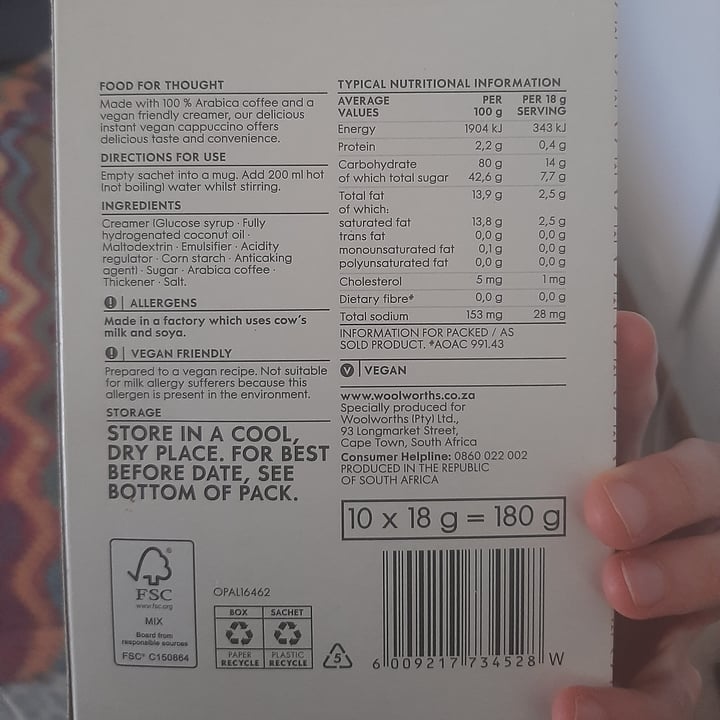 FOOD FOR THOUGHT
Made with 100 % Arabica coffee and a
vegan friendly creamer, our delicious
instant vegan cappuccino offers
delicious taste and convenience.
DIRECTIONS FOR USE
Empty sachet into a mug. Add 200 ml hot
(not boiling) water whilst stirring.
INGREDIENTS
Creamer (Glucose syrup · Fully
hydrogenated coconut oil ·
Maltodextrin · Emulsifier · Acidity
regulator · Corn starch · Anticaking
agent) · Sugar · Arabica coffee ·
Thickener · Salt.
! | ALLERGENS
Made in a factory which uses cow's
milk and soya.
! | VEGAN FRIENDLY
Prepared to a vegan recipe. Not suitable
for milk allergy sufferers because this
allergen is present in the environment.
STORAGE
STORE IN A COOL,
DRY PLACE. FOR BEST
BEFORE DATE, SEE
BOTTOM OF PACK.
TYPICAL NUTRITIONAL INFORMATION
AVERAGE PER PER 18 g
VALUES 100 g SERVING
Energy 1904 kJ 343 kJ
Protein 2,2 g 0,4 g
Carbohydrate 80 g 14 g
of which total sugar 42,6 g 7,7 g
Total fat 13,9 g 2,5 g
of which:
saturated fat 13,8 g 2,5 g
trans fat 0,0 g 0,0 g
monounsaturated fat 0,1 g 0,0 g
polyunsaturated fat 0,0 g 0,0 g
Cholesterol 5 mg 1 mg
Dietary fibre* 0,0 g 0,0 g
Total sodium 153 mg 28 mg
INFORMATION FOR PACKED / AS
SOLD PRODUCT. *AOAC 991.43
V | VEGAN
www.woolworths.co.za
Specially produced for
Woolworths (Pty) Ltd.,
93 Longmarket Street,
Cape Town, South Africa
Consumer Helpline: 0860 022 002
PRODUCED IN THE REPUBLIC
OF SOUTH AFRICA
10 x 18 g = 180 g
FSC®
www.fsc.org
MIX
Board from
responsible sources
FSC® C150864
OPAL16462
BOX SACHET
PAPER PLASTIC
RECYCLE RECYCLE
5
6 009217 734528 W